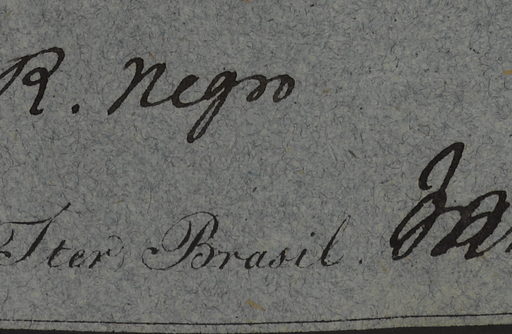 R. Negro
Iter Brasil.